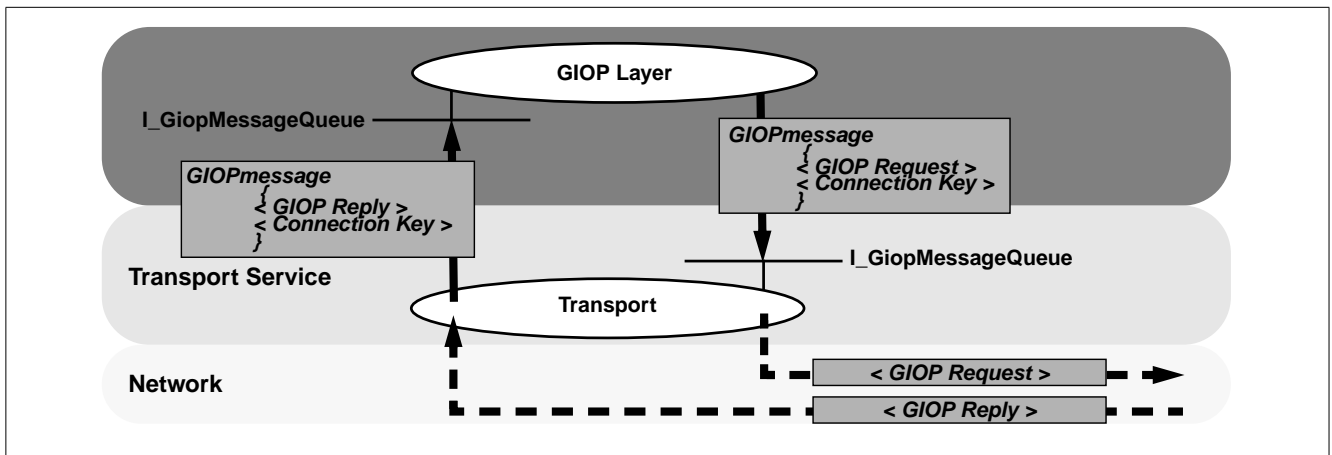 GIOP Layer
I_GiopMessageQueue
GIOPmessage
{
< GIOP Request >
< Connection Key >
}
GIOPmessage
{
< GIOP Reply >
< Connection Key >
}
I_GiopMessageQueue
Transport Service
Transport
Network
< GIOP Request >
< GIOP Reply >